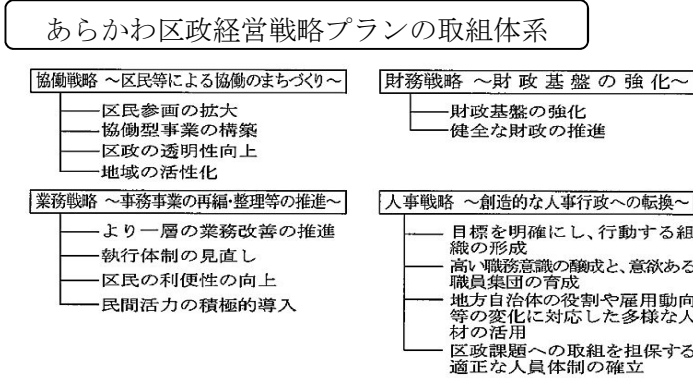 あらかわ区政経営戦略プランの取組体系
協働戦略 ~区民等による協働のまちづくり~
区民参画の拡大
協働型事業の構築
区政の透明性向上
地域の活性化
財務戦略 ~財政基盤の強化~
財政基盤の強化
健全な財政の推進
業務戦略 ~事務事業の再編・整理等の推進~
より一層の業務改善の推進
執行体制の見直し
区民の利便性の向上
民間活力の積極的導入
人事戦略 ~創造的な人事行政への転換~
目標を明確にし、行動する組
織の形成
高い職務意識の醸成と、意欲ある
職員集団の育成
地方自治体の役割や雇用動向
等の変化に対応した多様な人
材の活用
区政課題への取組を担保する
適正な人員体制の確立